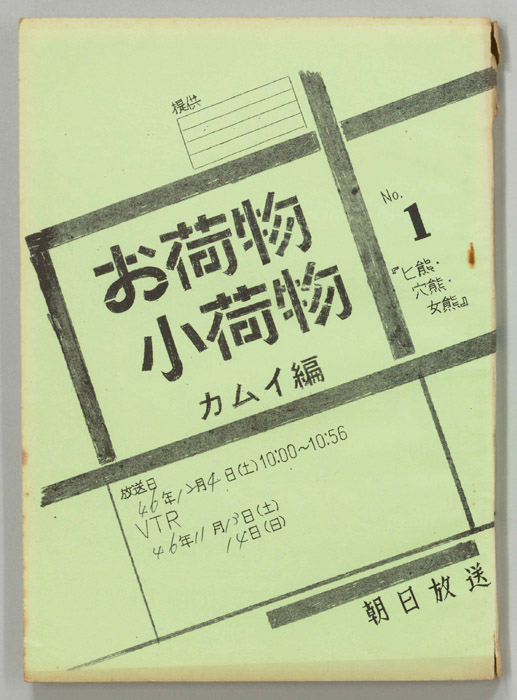 提供
お荷物
小荷物
カムイ編
No.
1
『ヒ熊・
穴熊・
女熊』
放送日
46年12月4日(土)10:00~10:56
VTR
46年11月13日(土)
14日(日)
朝日放送